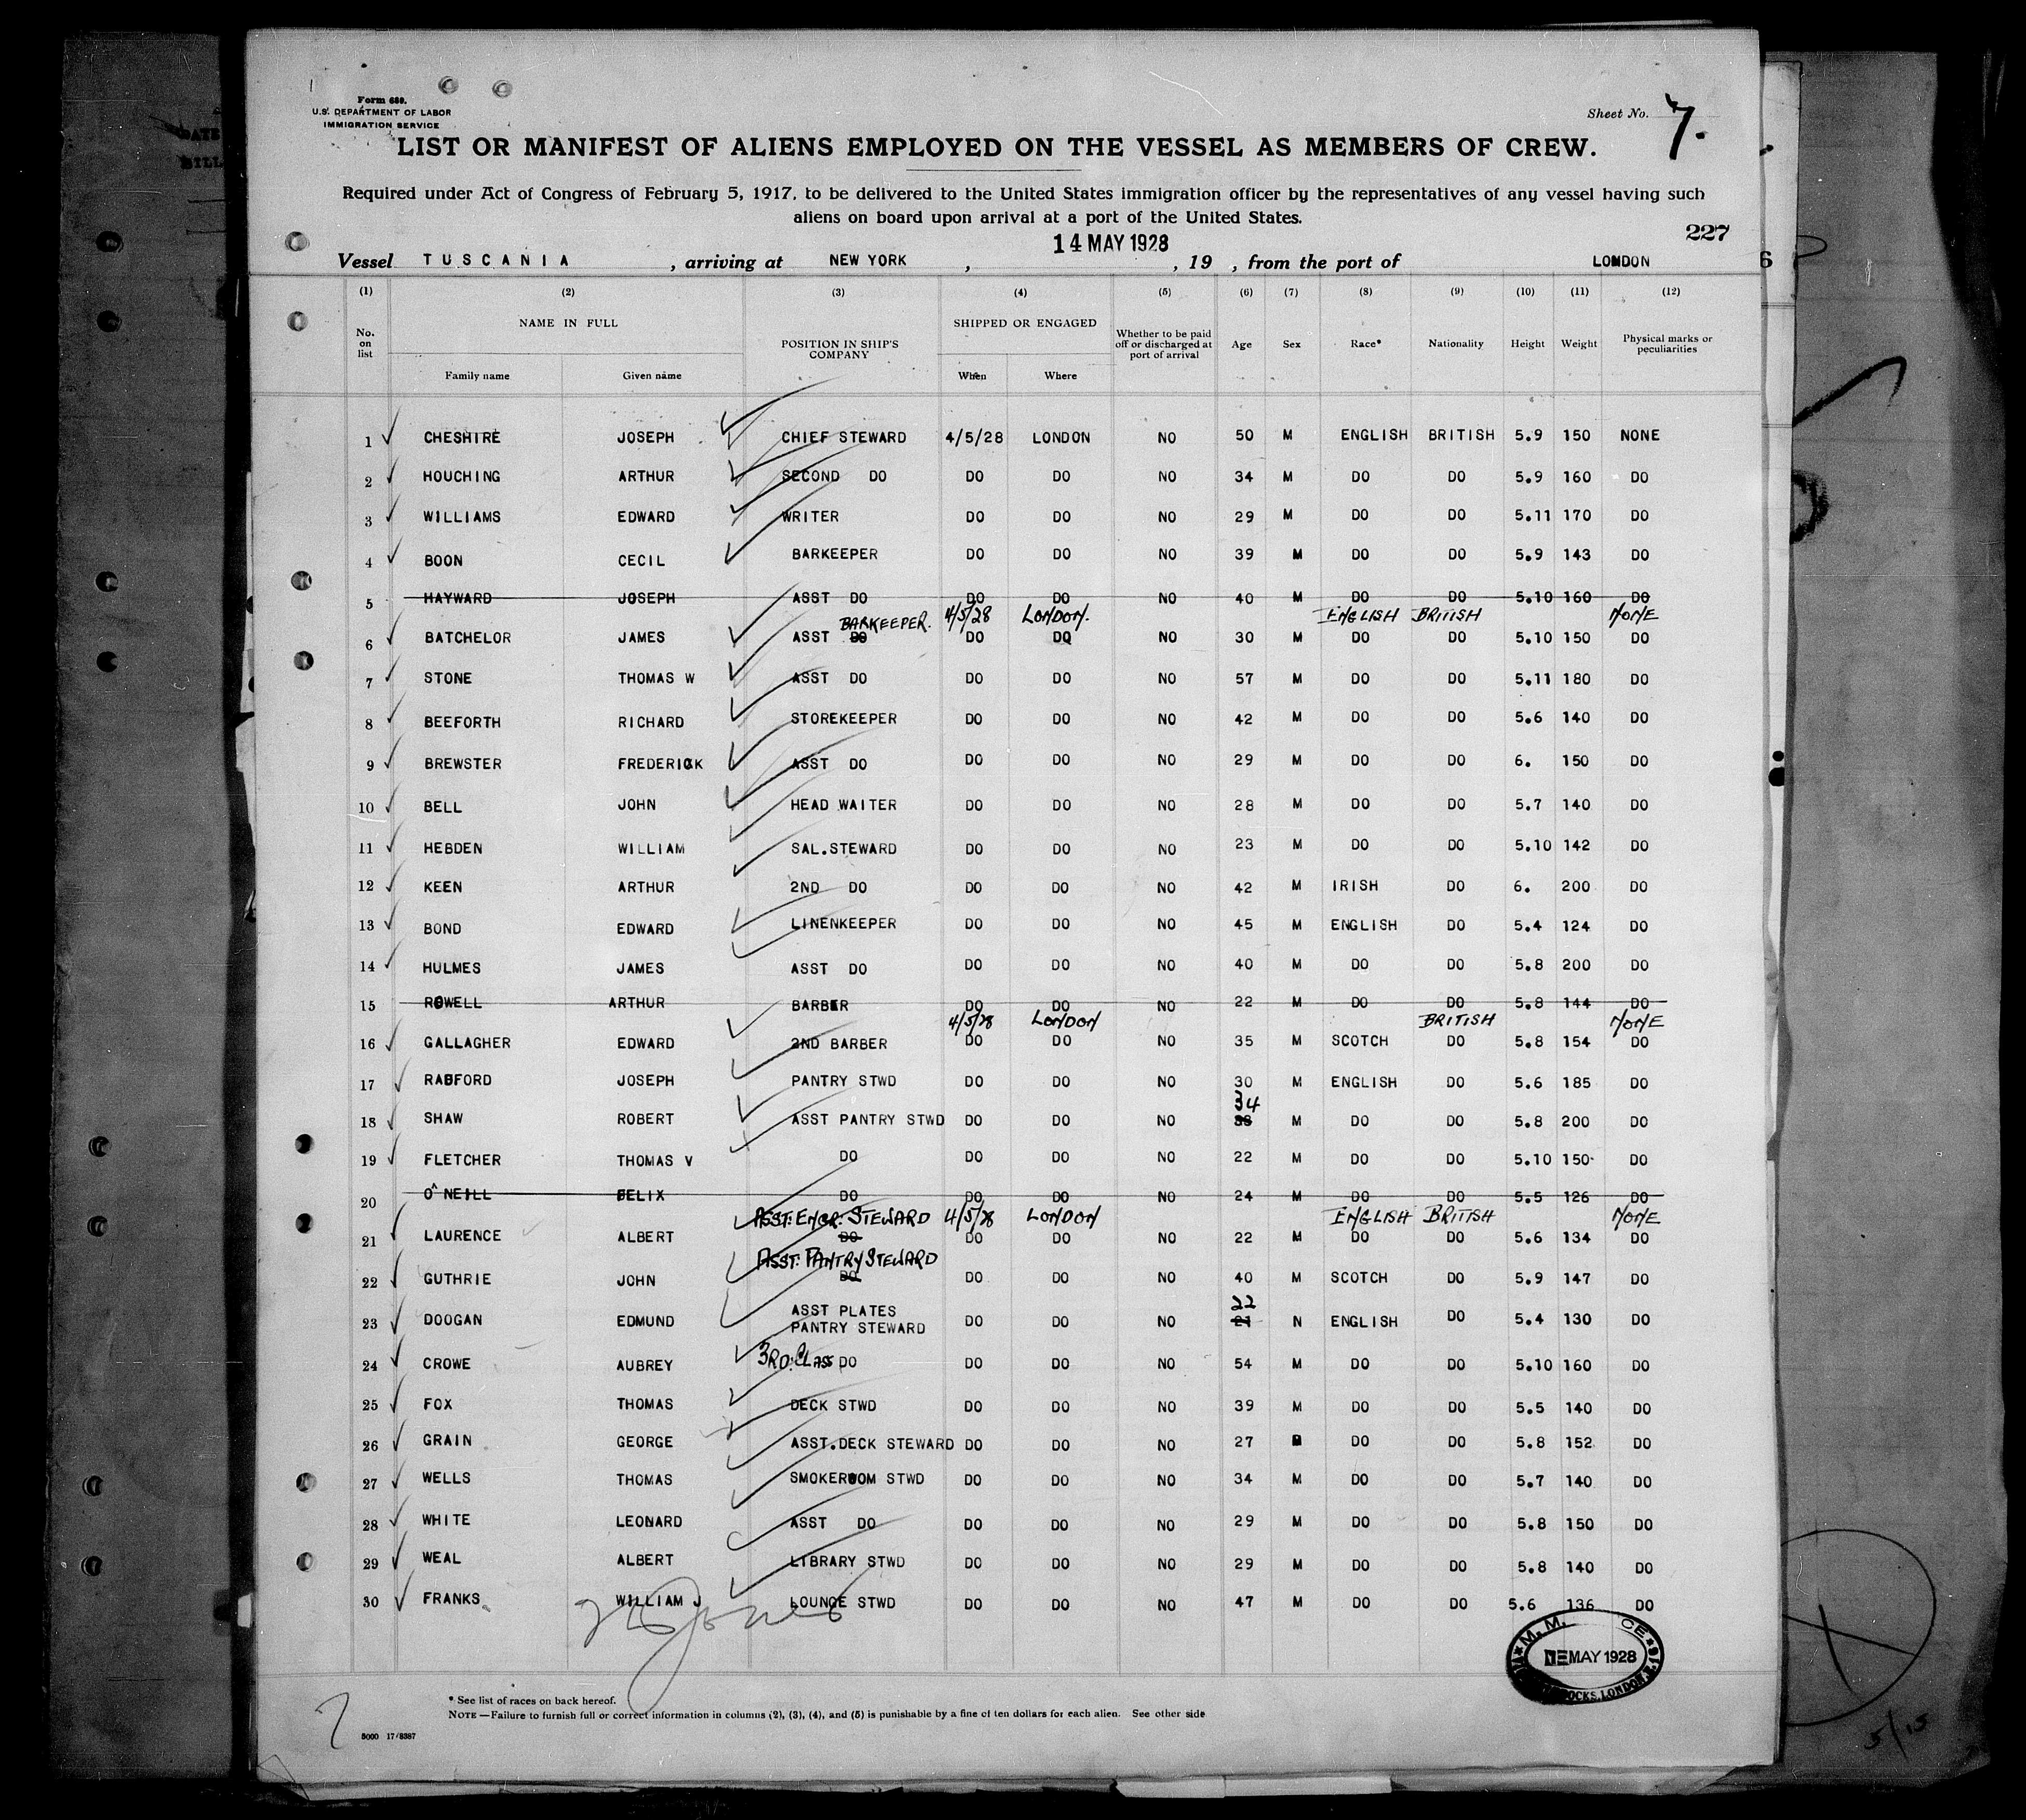 Form 689.
U.S. DEPARTMENT OF LABOR
IMMIGRATION SERVICE
Sheet No. 7.
LIST OR MANIFEST OF ALIENS EMPLOYED ON THE VESSEL AS MEMBERS OF CREW.
Required under Act of Congress of February 5, 1917, to be delivered to the United States immigration officer by the representatives of any vessel having such
aliens on board upon arrival at a port of the United States.
14 MAY 1928
227
Vessel TUSCANIA, arriving at NEW YORK, , 19 , from the port of LONDON
(1) (2) (3) (4) (5) (6) (7) (8) (9) (10) (11) (12)
No. on list NAME IN FULL Family name Given name POSITION IN SHIP'S COMPANY SHIPPED OR ENGAGED When Where Whether to be paid off or discharged at port of arrival Age Sex Race* Nationality Height Weight Physical marks or peculiarities
1 CHESHIRE JOSEPH CHIEF STEWARD 4/5/28 LONDON NO 50 M ENGLISH BRITISH 5.9 150 NONE
2 HOUCHING ARTHUR SECOND DO DO DO NO 34 M DO DO 5.9 160 DO
3 WILLIAMS EDWARD WRITER DO DO NO 29 M DO DO 5.11 170 DO
4 BOON CECIL BARKEEPER DO DO NO 39 M DO DO 5.9 143 DO
5 HAYWARD JOSEPH ASST DO DO DO NO 40 M DO DO 5.10 160 DO
BARKEEPER. 4/5/28 LONDON. ENGLISH BRITISH NONE
6 BATCHELOR JAMES ASST DO DO DO NO 30 M DO DO 5.10 150 DO
7 STONE THOMAS W ASST DO DO DO NO 57 M DO DO 5.11 180 DO
8 BEEFORTH RICHARD STOREKEEPER DO DO NO 42 M DO DO 5.6 140 DO
9 BREWSTER FREDERICK ASST DO DO DO NO 29 M DO DO 6. 150 DO
10 BELL JOHN HEAD WAITER DO DO NO 28 M DO DO 5.7 140 DO
11 HEBDEN WILLIAM SAL.STEWARD DO DO NO 23 M DO DO 5.10 142 DO
12 KEEN ARTHUR 2ND DO DO DO NO 42 M IRISH DO 6. 200 DO
13 BOND EDWARD LINENKEEPER DO DO NO 45 M ENGLISH DO 5.4 124 DO
14 HULMES JAMES ASST DO DO DO NO 40 M DO DO 5.8 200 DO
15 ROWELL ARTHUR BARBER DO DO NO 22 M DO DO 5.8 144 DO
4/5/28 LONDON BRITISH NONE
16 GALLAGHER EDWARD 2ND BARBER DO DO NO 35 M SCOTCH DO 5.8 154 DO
17 RADFORD JOSEPH PANTRY STWD DO DO NO 30 M ENGLISH DO 5.6 185 DO
34
18 SHAW ROBERT ASST PANTRY STWD DO DO NO M DO DO 5.8 200 DO
19 FLETCHER THOMAS V DO DO DO NO 22 M DO DO 5.10 150 DO
20 O'NEILL FELIX DO DO DO NO 24 M DO DO 5.5 126 DO
ASST: ENGR: STEWARD 4/5/28 LONDON ENGLISH BRITISH NONE
21 LAURENCE ALBERT DO DO DO NO 22 M DO DO 5.6 134 DO
ASST: PANTRY STEWARD
22 GUTHRIE JOHN DO DO DO NO 40 M SCOTCH DO 5.9 147 DO
22
23 DOOGAN EDMUND ASST PLATES PANTRY STEWARD DO DO NO 21 N ENGLISH DO 5.4 130 DO
24 CROWE AUBREY 3RD: CLASS DO DO DO NO 54 M DO DO 5.10 160 DO
25 FOX THOMAS DECK STWD DO DO NO 39 M DO DO 5.5 140 DO
26 GRAIN GEORGE ASST.DECK STEWARD DO DO NO 27 M DO DO 5.8 152 DO
27 WELLS THOMAS SMOKEROOM STWD DO DO NO 34 M DO DO 5.7 140 DO
28 WHITE LEONARD ASST DO DO DO NO 29 M DO DO 5.8 150 DO
29 WEAL ALBERT LIBRARY STWD DO DO NO 29 M DO DO 5.8 140 DO
30 FRANKS WILLIAM J LOUNGE STWD DO DO NO 47 M DO DO 5.6 136 DO
M. M. CE
MAY 1928
DOCKS, LONDON
* See list of races on back hereof.
NOTE—Failure to furnish full or correct information in columns (2), (3), (4), and (5) is punishable by a fine of ten dollars for each alien. See other side
5000 17/8387
5/15